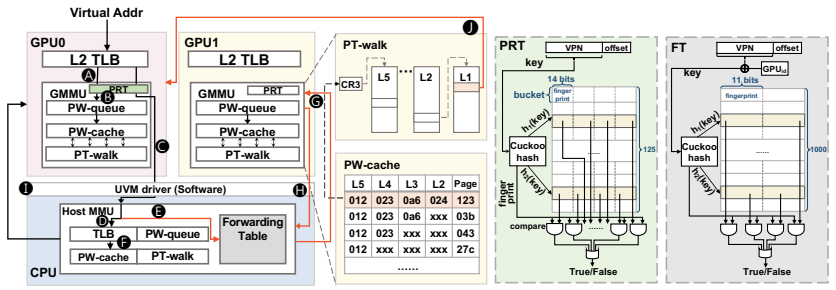 Virtual Addr
GPU0
L2 TLB
A
PRT
GMMU
B
PW-queue
PW-cache
PT-walk
C
GPU1
L2 TLB
PRT
GMMU
PW-queue
PW-cache
PT-walk
G
I
UVM driver (Software)
H
Host MMU
D
E
TLB
PW-queue
F
PW-cache
PT-walk
Forwarding
Table
CPU
J
PT-walk
CR3
L5
...
L2
L1
PW-cache
L5 L4 L3 L2 Page
012 023 0a6 024 123
012 023 0a6 xxx 03b
012 023 xxx xxx 043
012 xxx xxx xxx 27c
......
PRT
VPN offset
key
14 bits
bucket
finger
print
h₁(key)
Cuckoo
hash
......
125
h₂(key)
finger
print
compare
......
True/False
FT
VPN offset
key
GPUid
11 bits
fingerprint
h₁(key)
Cuckoo
hash
......
1000
h₂(key)
True/False